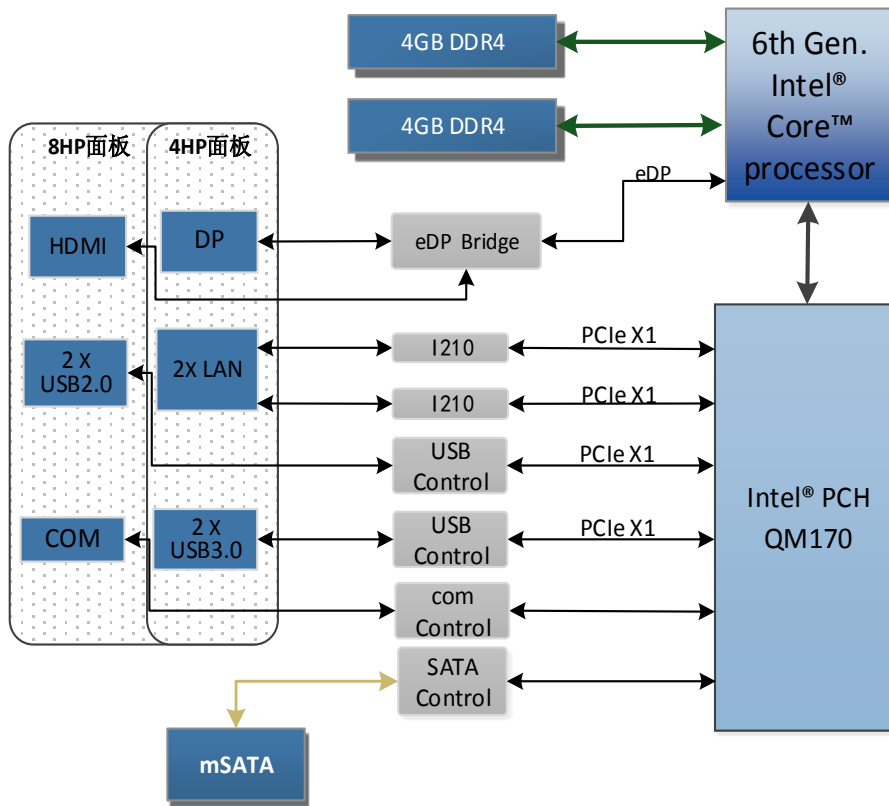 4GB DDR4
6th Gen.
Intel®
Core™
processor
4GB DDR4
8HP面板
4HP面板
eDP
HDMI
DP
eDP Bridge
2 X
USB2.0
2X LAN
I210
PCIe X1
I210
PCIe X1
USB
Control
PCIe X1
Intel® PCH
QM170
COM
2 X
USB3.0
USB
Control
PCIe X1
com
Control
SATA
Control
mSATA